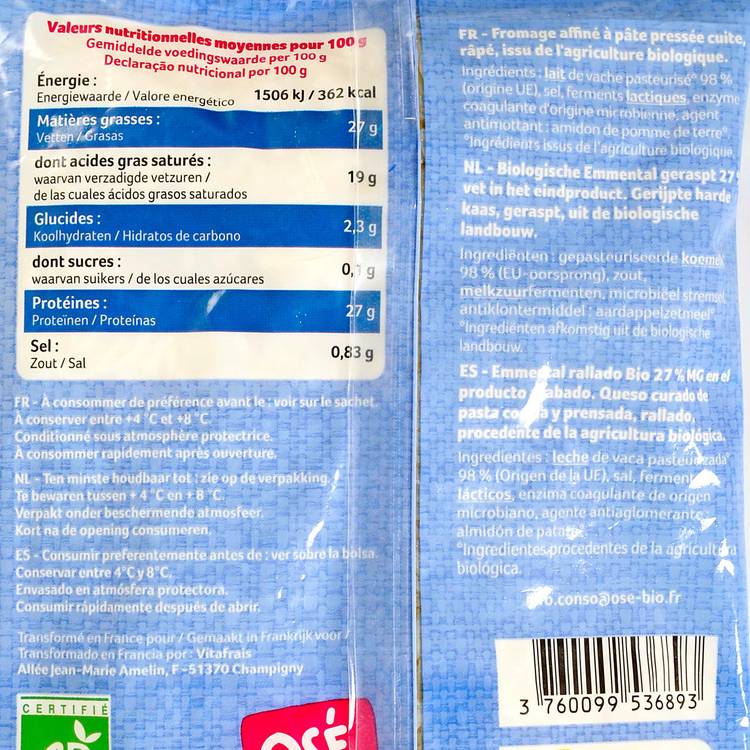 Valeurs nutritionnelles moyennes pour 100 g
Gemiddelde voedingswaarde per 100 g
Declaração nutricional por 100 g
Énergie :
Energiewaarde / Valore energético 1506 kJ / 362 kcal
Matières grasses :
Vetten / Grasas 27 g
dont acides gras saturés :
waarvan verzadigde vetzuren /
de las cuales ácidos grasos saturados 19 g
Glucides :
Koolhydraten / Hidratos de carbono 2,3 g
dont sucres :
waarvan suikers / de los cuales azúcares 0,1 g
Protéines :
Proteïnen / Proteínas 27 g
Sel :
Zout / Sal 0,83 g
FR - À consommer de préférence avant le : voir sur le sachet.
À conserver entre +4 °C et +8 °C.
Conditionné sous atmosphère protectrice.
À consommer rapidement après ouverture.
NL - Ten minste houdbaar tot : zie op de verpakking.
Te bewaren tussen + 4 °C en + 8 °C.
Verpakt onder beschermende atmosfeer.
Kort na de opening consumeren.
ES - Consumir preferentemente antes de : ver sobre la bolsa.
Conservar entre 4°C y 8°C.
Envasado en atmósfera protectora.
Consumir rápidamente después de abrir.
Transformé en France pour / Gemaakt in Frankrijk voor /
Transformado en Francia por : Vitafrais
Allée Jean-Marie Amelin, F-51370 Champigny
CERTIFIÉ
AB
OSÉ
FR - Fromage affiné à pâte pressée cuite,
râpé, issu de l'agriculture biologique.
Ingrédients : lait de vache pasteurisé° 98 %
(origine UE), sel, ferments lactiques, enzyme
coagulante d'origine microbienne, agent
antimottant : amidon de pomme de terre°.
°Ingrédients issus de l'agriculture biologique.
NL - Biologische Emmental geraspt 27
vet in het eindproduct. Gerijpte harde
kaas, geraspt, uit de biologische
landbouw.
Ingrediënten : gepasteuriseerde
98 % (EU-oorsprong), zout,
melkzuurfermenten, microbieel stremsel,
antiklontermiddel : aardappelzetmeel°
°Ingrediënten afkomstig uit de biologische
landbouw.
ES - Emmental rallado Bio 27 % MG en el
producto acabado. Queso curado de
pasta cocida y prensada, rallado,
procedente de la agricultura biológica.
Ingredientes : leche de vaca pasteurizada°
98 % (Origen de la UE), sal, fermentos
lácticos, enzima coagulante de origen
microbiano, agente antiaglomerante :
almidón de patata°
°Ingredientes procedentes de la agricultura
biológica.
.conso@ose-bio.fr
3 760099 536893